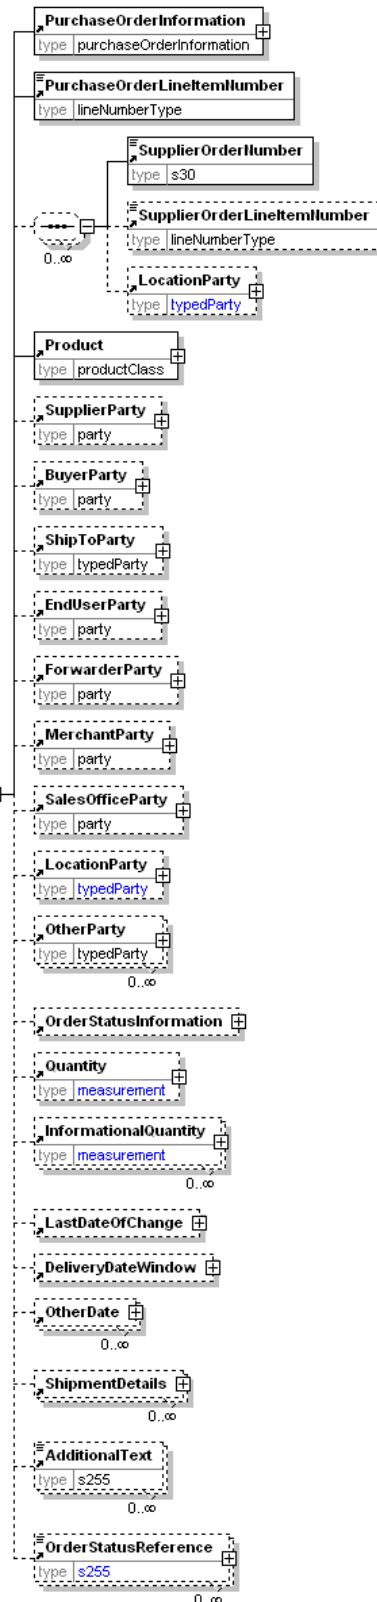 PurchaseOrderInformation
type purchaseOrderInformation
PurchaseOrderLineItemNumber
type lineNumberType
SupplierOrderNumber
type s30
SupplierOrderLineItemNumber
type lineNumberType
0..∞
LocationParty
type typedParty
Product
type productClass
SupplierParty
type party
BuyerParty
type party
ShipToParty
type typedParty
EndUserParty
type party
ForwarderParty
type party
MerchantParty
type party
SalesOfficeParty
type party
LocationParty
type typedParty
OtherParty
type typedParty
0..∞
OrderStatusInformation
Quantity
type measurement
InformationalQuantity
type measurement
0..∞
LastDateOfChange
DeliveryDateWindow
OtherDate
0..∞
ShipmentDetails
0..∞
AdditionalText
type s255
0..∞
OrderStatusReference
type s255
0..∞